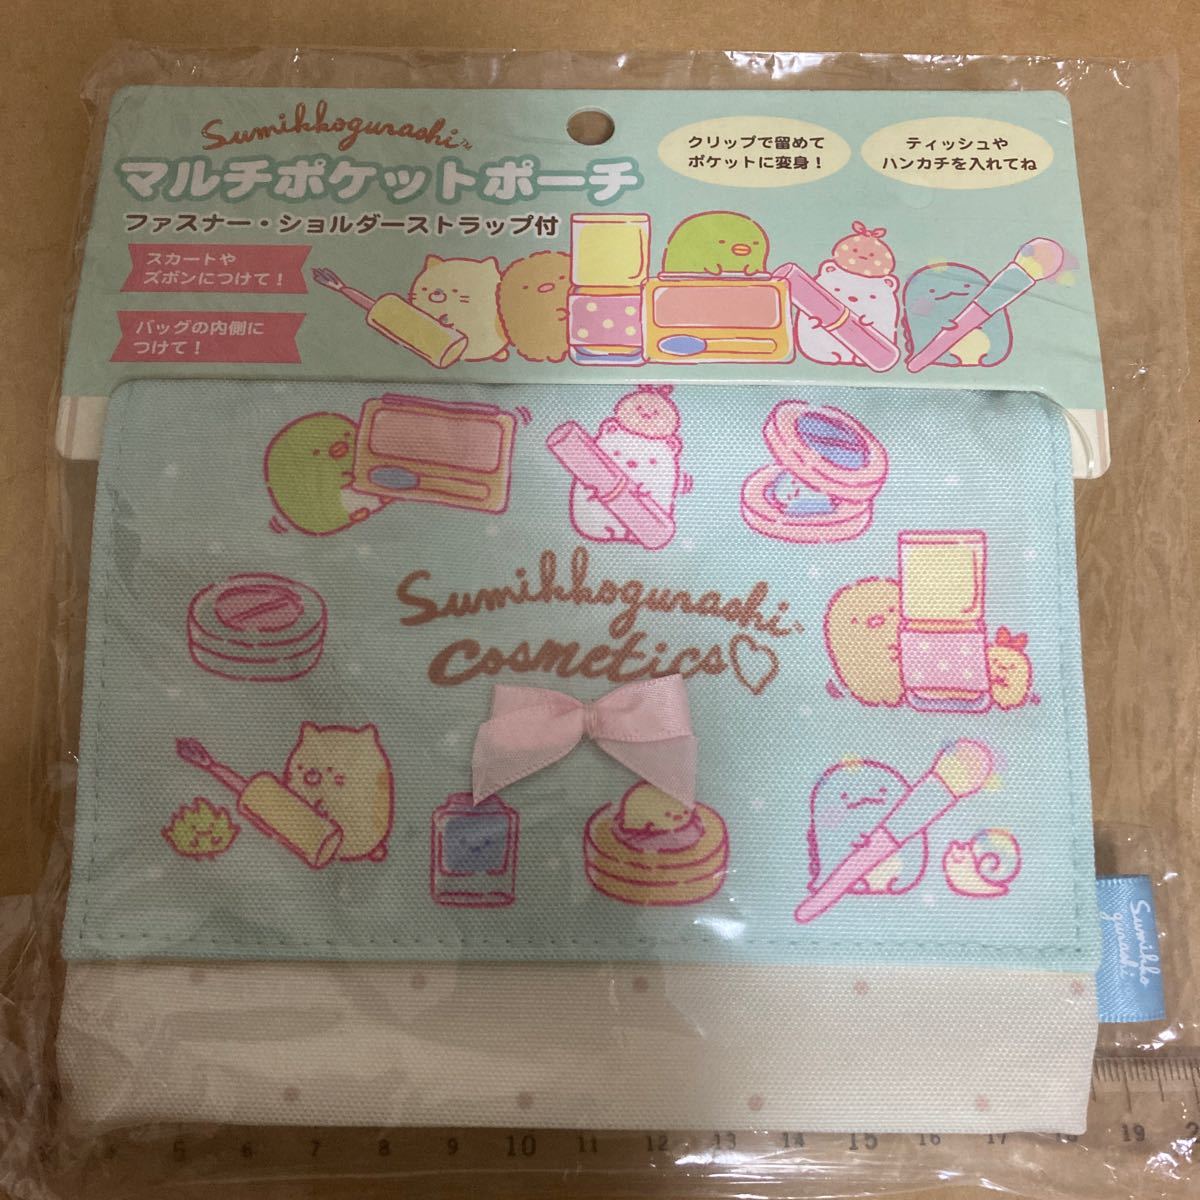 Sumikkogurashi™
マルチポケットポーチ
ファスナー・ショルダーストラップ付
クリップで留めて
ポケットに変身！
ティッシュや
ハンカチを入れてね
スカートや
ズボンにつけて！
バッグの内側に
つけて！
Sumikkogurashi
cosmetics
Sumikko
gurashi
5 6 7 8 9 10 11 12 13 14 15 16 17 18 19